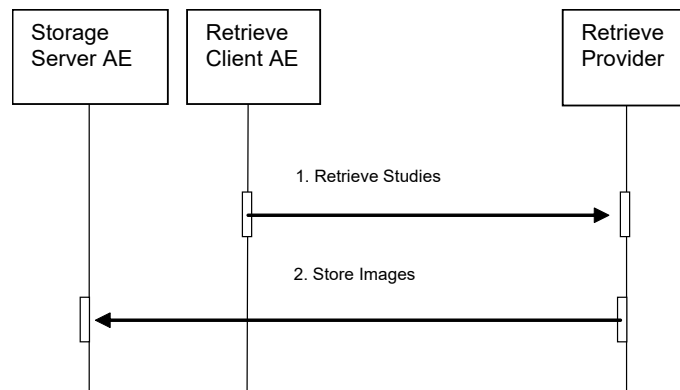 Storage
Server AE
Retrieve
Client AE
Retrieve
Provider
1. Retrieve Studies
2. Store Images